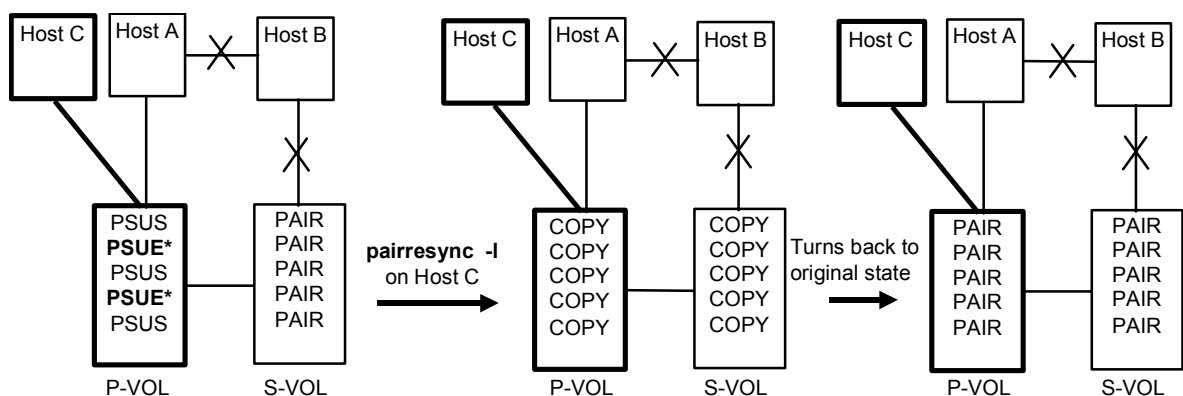 Host C
Host A
Host B
PSUS
PSUE*
PSUS
PSUE*
PSUS
P-VOL
PAIR
PAIR
PAIR
PAIR
PAIR
S-VOL
pairresync -l
on Host C
Host C
Host A
Host B
COPY
COPY
COPY
COPY
COPY
P-VOL
COPY
COPY
COPY
COPY
COPY
S-VOL
Turns back to
original state
Host C
Host A
Host B
PAIR
PAIR
PAIR
PAIR
PAIR
P-VOL
PAIR
PAIR
PAIR
PAIR
PAIR
S-VOL